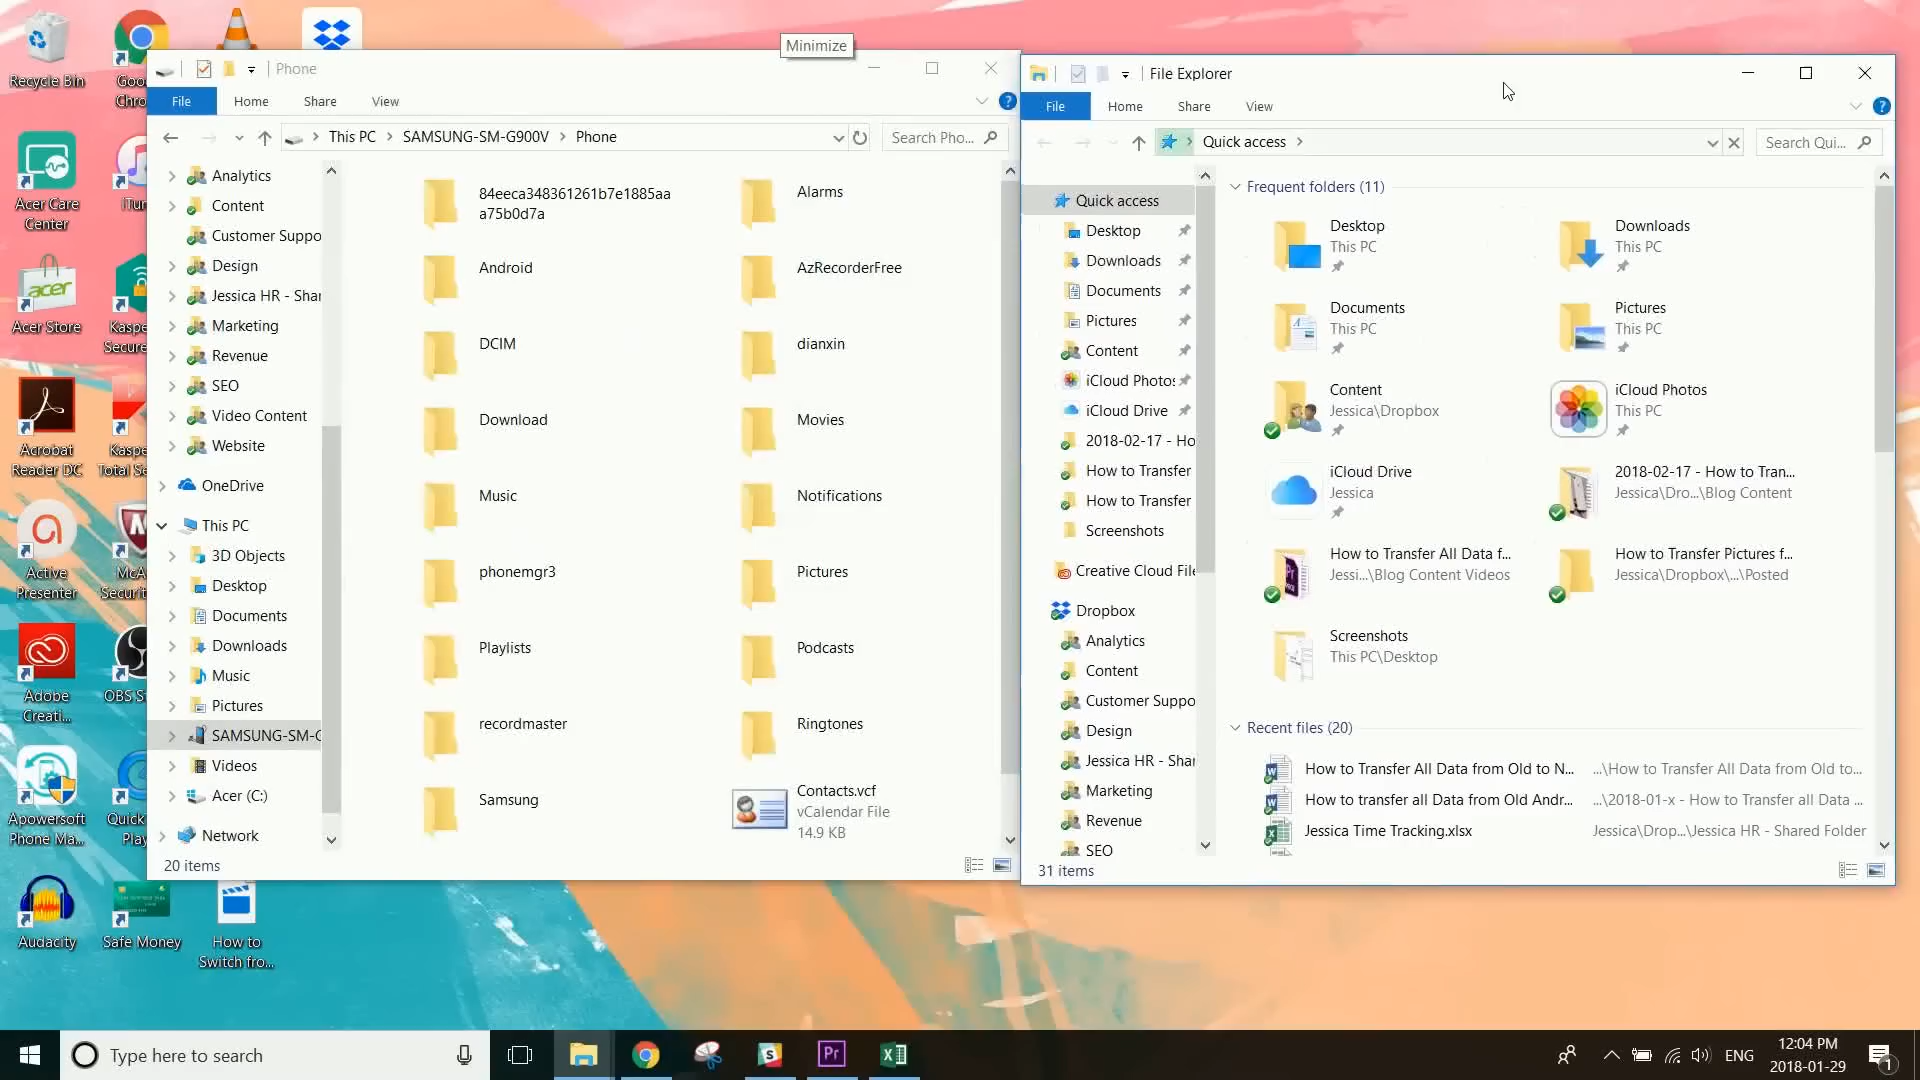 Recycle Bin
Acer Care
Center
Acer Store
Acrobat
Reader DC
Active
Presenter
Adobe
Creati...
Apowersoft
Phone Ma...
Audacity
Safe Money
How to
Switch fro...
Minimize
Phone
File
Home
Share
View
This PC
SAMSUNG-SM-G900V
Phone
Search Pho...
Analytics
Content
Customer Suppo
Design
Jessica HR - Shar
Marketing
Revenue
SEO
Video Content
Website
OneDrive
This PC
3D Objects
Desktop
Documents
Downloads
Music
Pictures
SAMSUNG-SM-G
Videos
Acer (C:)
Network
84eeca348361261b7e1885aa
a75b0d7a
Alarms
Android
AzRecorderFree
DCIM
dianxin
Download
Movies
Music
Notifications
phonemgr3
Pictures
Playlists
Podcasts
recordmaster
Ringtones
Samsung
Contacts.vcf
vCalendar File
14.9 KB
20 items
File Explorer
File
Home
Share
View
Quick access
Search Qui...
Quick access
Desktop
Downloads
Documents
Pictures
Content
iCloud Photos
iCloud Drive
2018-02-17 - Ho
How to Transfer
How to Transfer
Screenshots
Creative Cloud File
Dropbox
Analytics
Content
Customer Suppo
Design
Jessica HR - Shar
Marketing
Revenue
SEO
Frequent folders (11)
Desktop
This PC
Downloads
This PC
Documents
This PC
Pictures
This PC
Content
Jessica\Dropbox
iCloud Photos
This PC
iCloud Drive
Jessica
2018-02-17 - How to Tran...
Jessica\Dro...\Blog Content
How to Transfer All Data f...
Jessi...\Blog Content Videos
How to Transfer Pictures f...
Jessica\Dropbox\...\Posted
Screenshots
This PC\Desktop
Recent files (20)
How to Transfer All Data from Old to N...
...\How to Transfer All Data from Old to...
How to transfer all Data from Old Andr...
...\2018-01-x - How to Transfer all Data ...
Jessica Time Tracking.xlsx
Jessica\Drop...\Jessica HR - Shared Folder
31 items
Type here to search
Pr
ENG
12:04 PM
2018-01-29
1